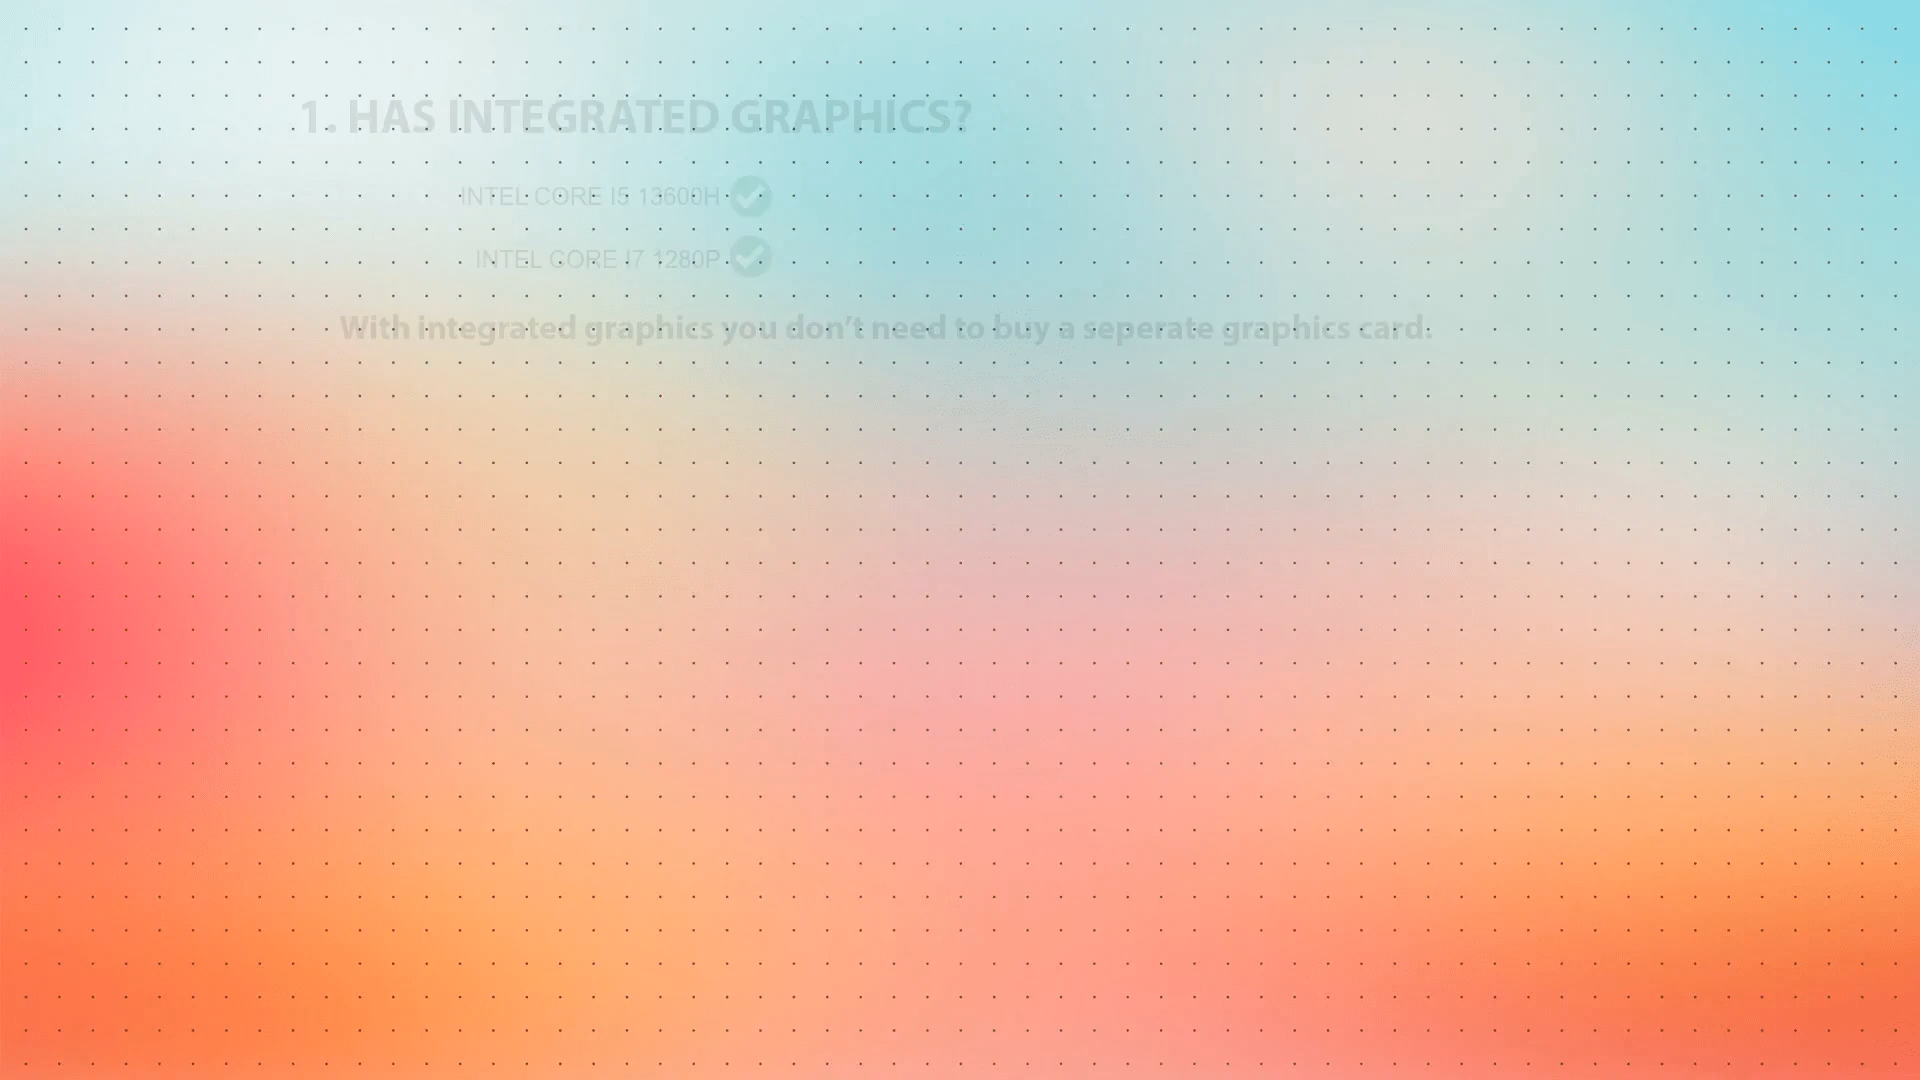 1. HAS INTEGRATED GRAPHICS?
INTEL CORE I5 13600H
INTEL CORE I7 1280P
With integrated graphics you don’t need to buy a seperate graphics card.